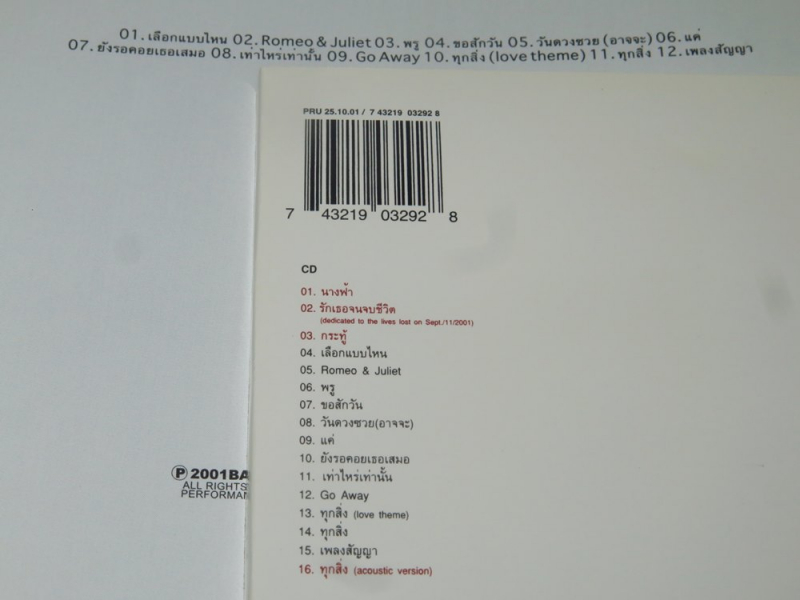 01. เลือกแบบไหน 02. Romeo & Juliet 03. พรู 04. ขอสักวัน 05. วันดวงซวย (อาจจะ) 06. แค่
07. ยังรอคอยเธอเสมอ 08. เท่าไหร่เท่านั้น 09. Go Away 10. ทุกสิ่ง (love theme) 11. ทุกสิ่ง 12. เพลงสัญญา
PRU 25.10.01 / 7 43219 03292 8
7 43219 03292 8
CD
01. นางฟ้า
02. รักเธอจนจบชีวิต
(dedicated to the lives lost on Sept./11/2001)
03. กระทู้
04. เลือกแบบไหน
05. Romeo & Juliet
06. พรู
07. ขอสักวัน
08. วันดวงซวย(อาจจะ)
09. แค่
10. ยังรอคอยเธอเสมอ
11. เท่าไหร่เท่านั้น
12. Go Away
13. ทุกสิ่ง (love theme)
14. ทุกสิ่ง
15. เพลงสัญญา
16. ทุกสิ่ง (acoustic version)
Ⓟ 2001BA
ALL RIGHTS
PERFORMAN